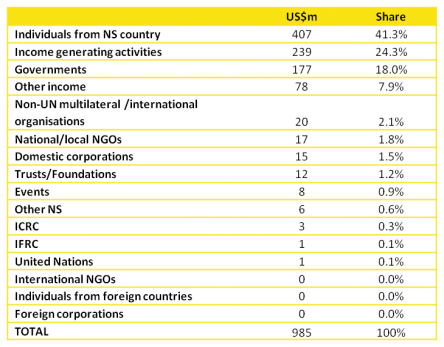 US$m Share
Individuals from NS country 407 41.3%
Income generating activities 239 24.3%
Governments 177 18.0%
Other income 78 7.9%
Non-UN multilateral /international
organisations 20 2.1%
National/local NGOs 17 1.8%
Domestic corporations 15 1.5%
Trusts/Foundations 12 1.2%
Events 8 0.9%
Other NS 6 0.6%
ICRC 3 0.3%
IFRC 1 0.1%
United Nations 1 0.1%
International NGOs 0 0.0%
Individuals from foreign countries 0 0.0%
Foreign corporations 0 0.0%
TOTAL 985 100%